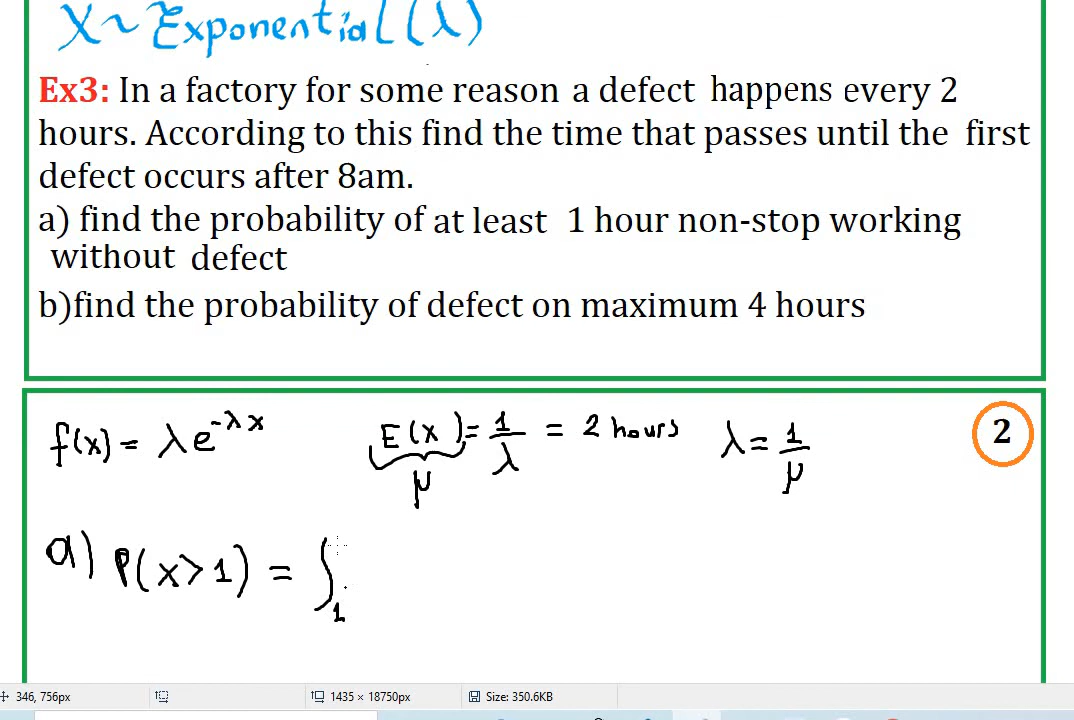 X ~ Exponential(λ)
Ex3: In a factory for some reason a defect happens every 2
hours. According to this find the time that passes until the first
defect occurs after 8am.
a) find the probability of at least 1 hour non-stop working
without defect
b)find the probability of defect on maximum 4 hours
f(x) = λe^-λx E(x) = 1/λ = 2 hours λ = 1/μ
μ
2
a) P(x>1) = ∫₁
346, 756px 1435 × 18750px Size: 350.6KB